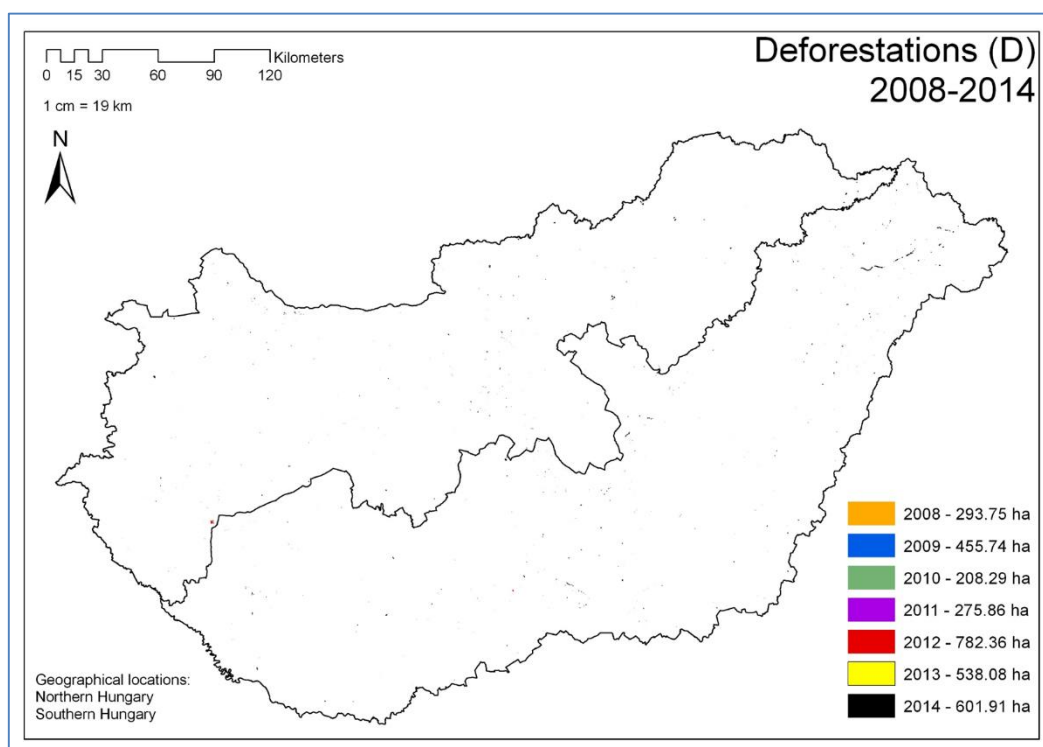 Deforestations (D)
2008-2014
Kilometers
0 15 30 60 90 120
1 cm = 19 km
N
2008 - 293.75 ha
2009 - 455.74 ha
2010 - 208.29 ha
2011 - 275.86 ha
2012 - 782.36 ha
2013 - 538.08 ha
2014 - 601.91 ha
Geographical locations:
Northern Hungary
Southern Hungary